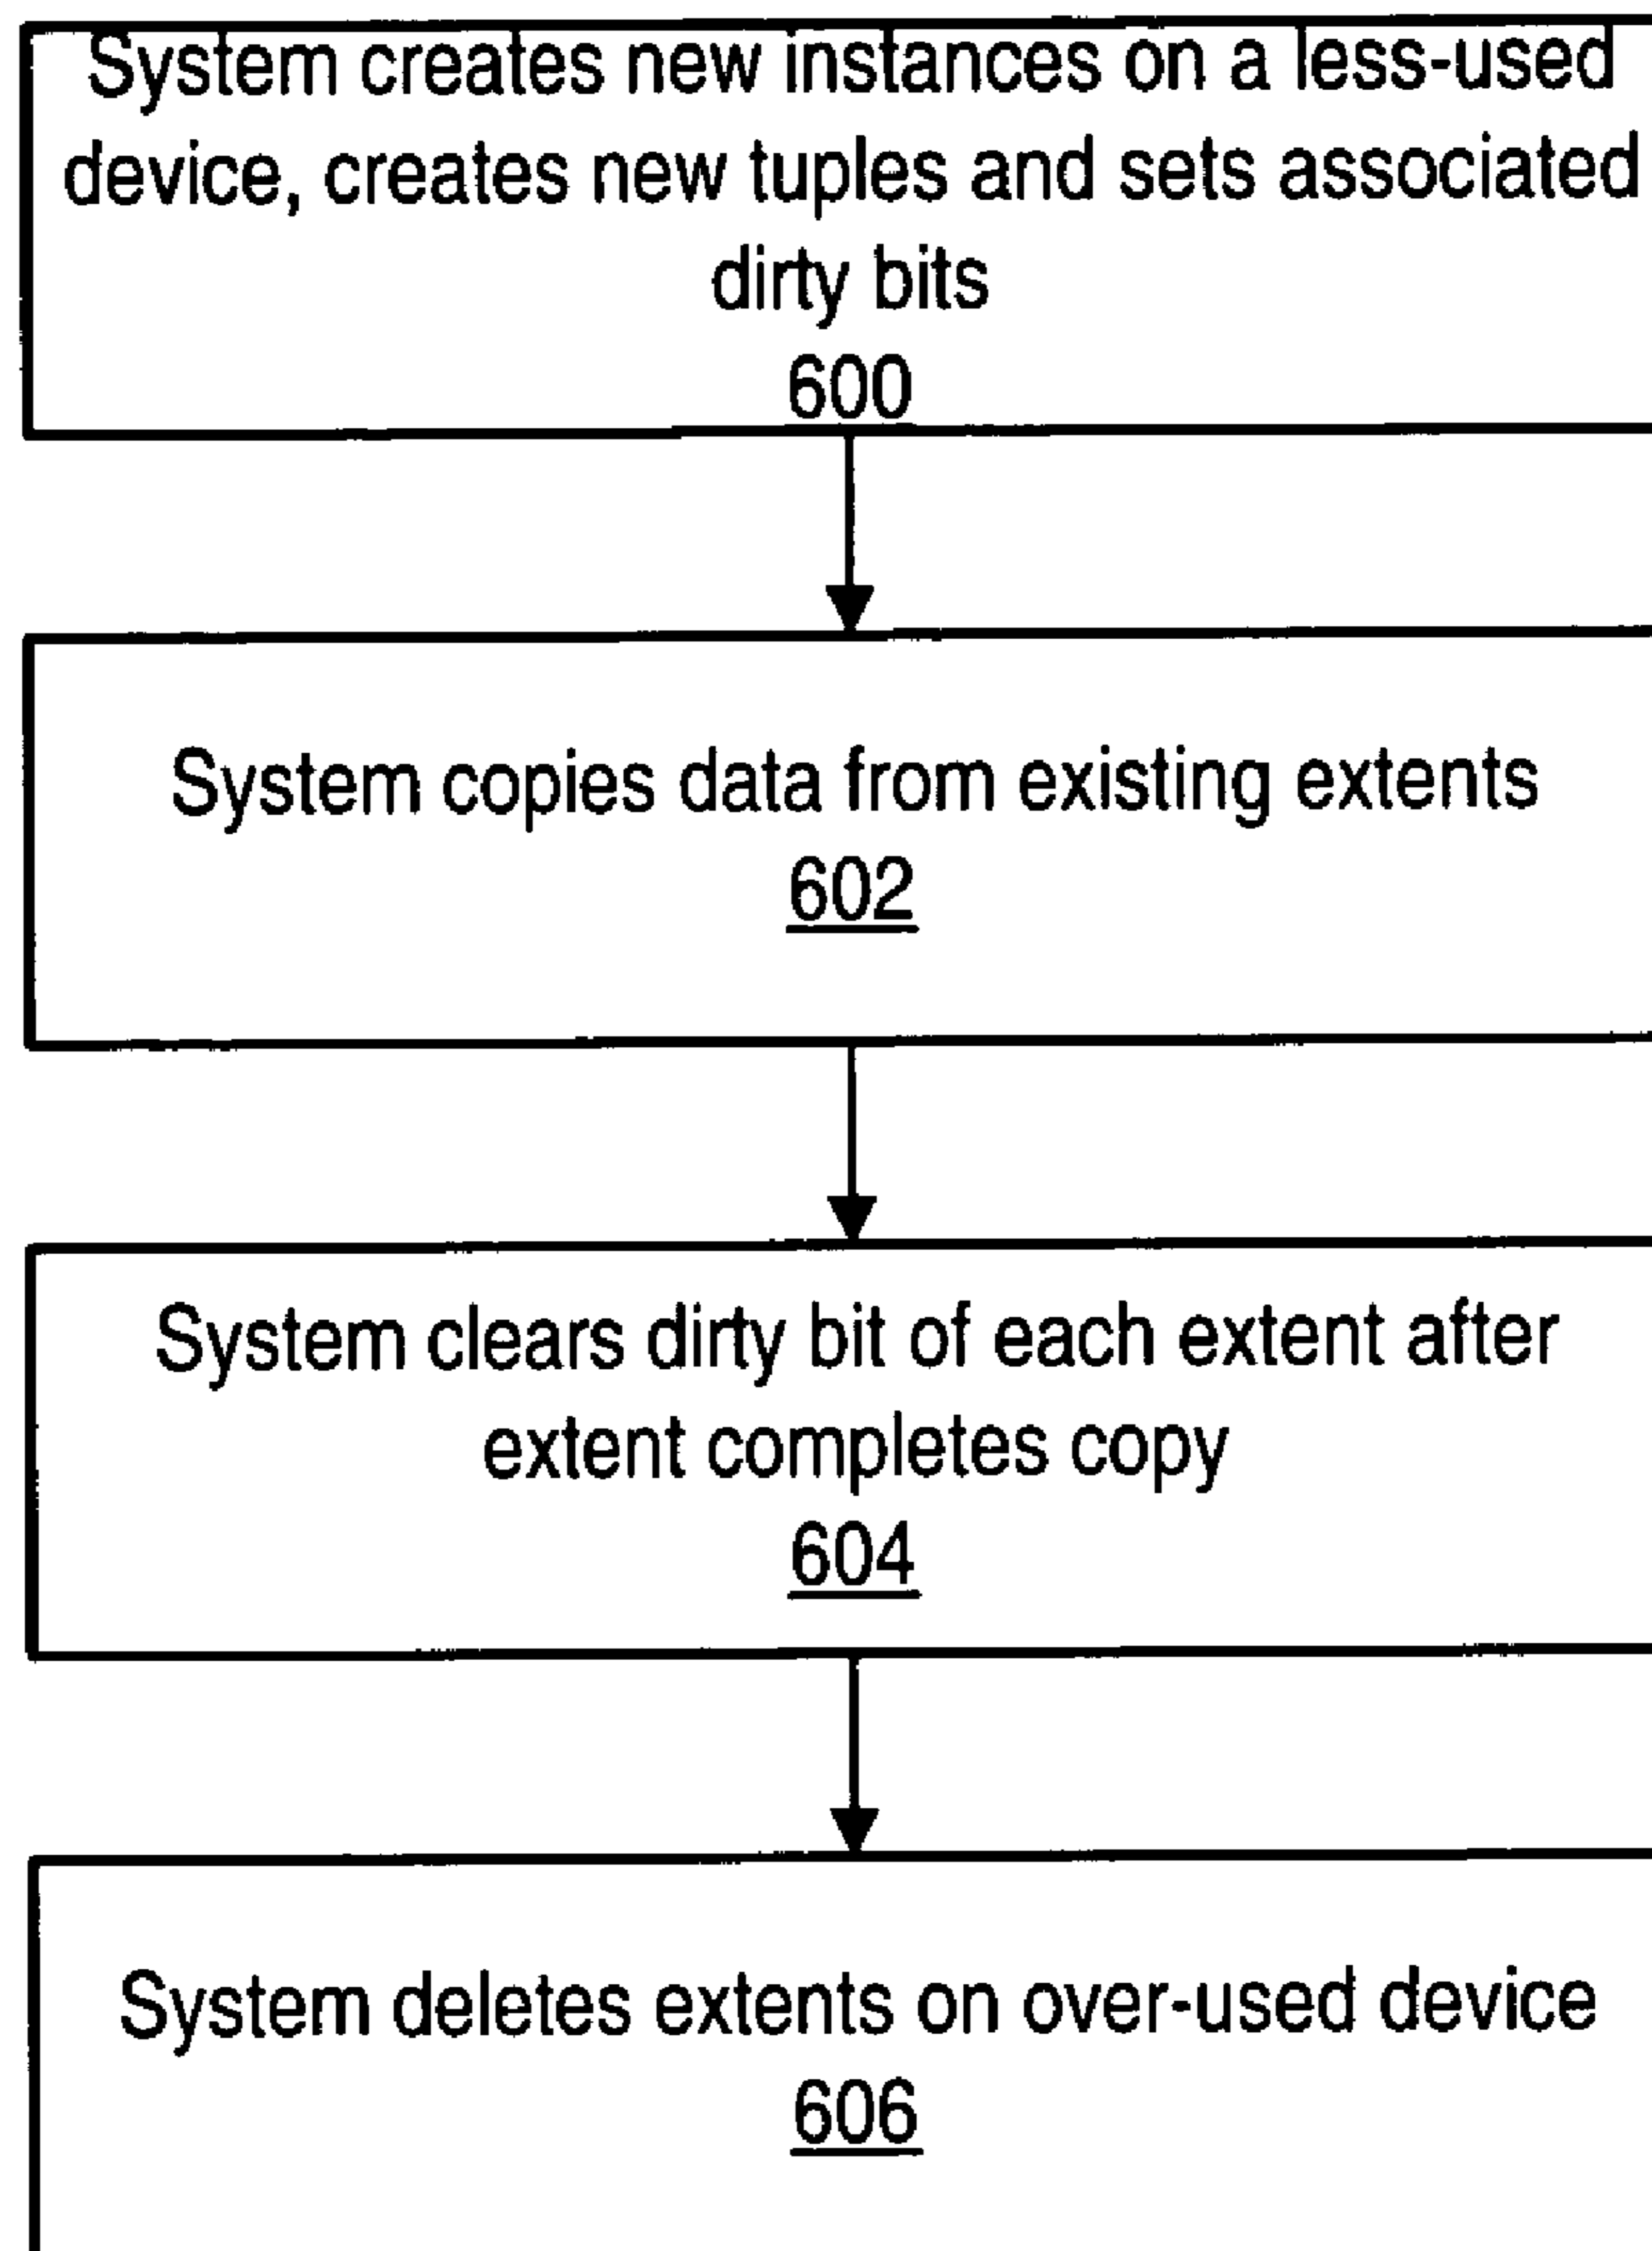 System creates new instances on a less-used
device, creates new tuples and sets associated
dirty bits
600
System copies data from existing extents
602
System clears dirty bit of each extent after
extent completes copy
604
System deletes extents on over-used device
606